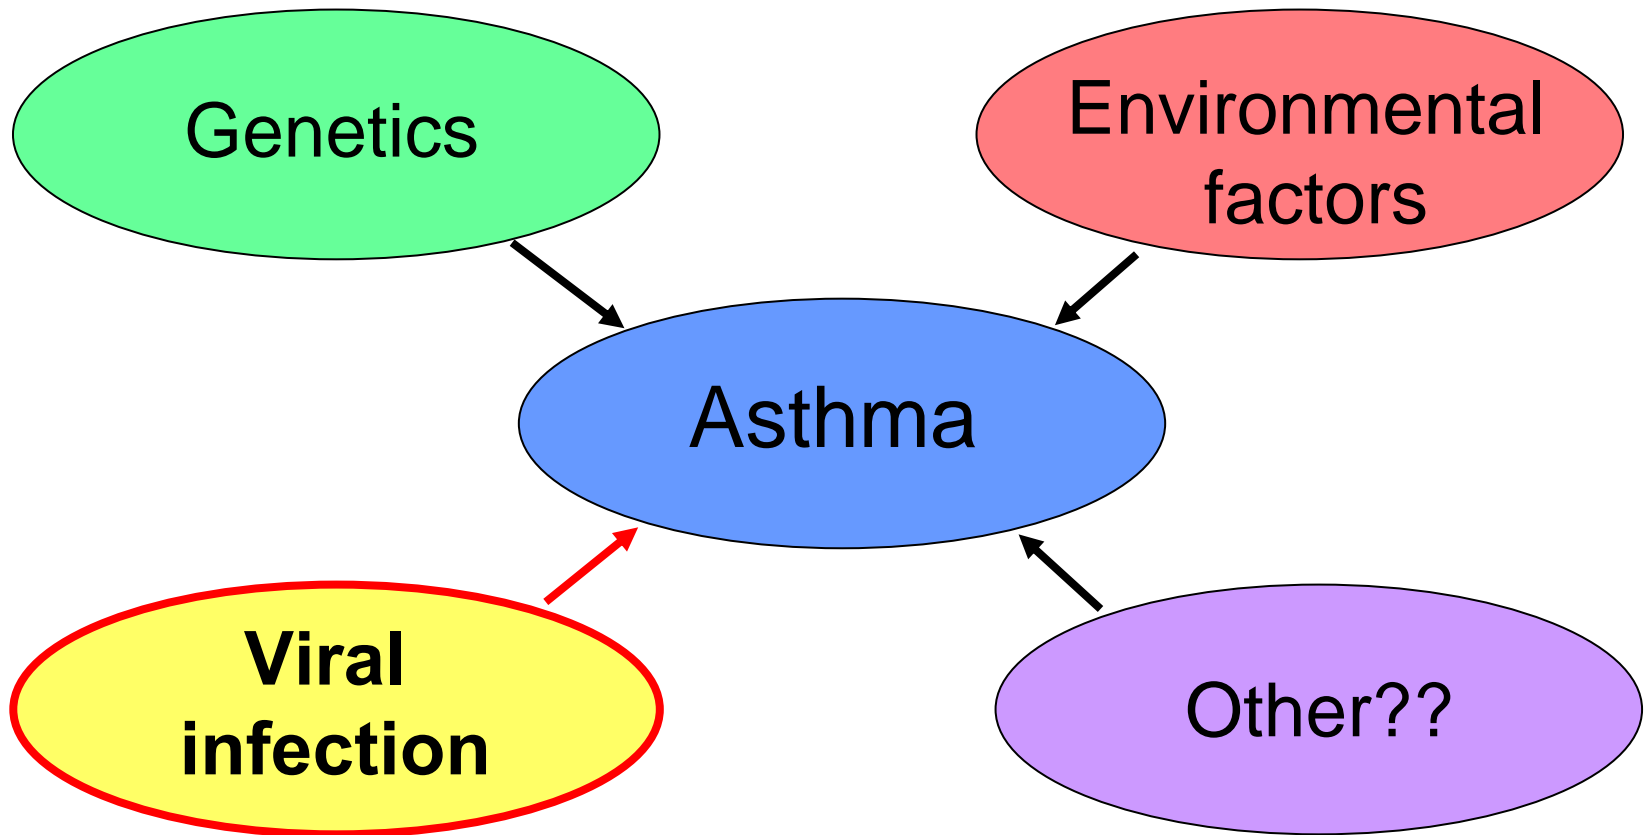 Genetics
Environmental
factors
Asthma
Viral
infection
Other??